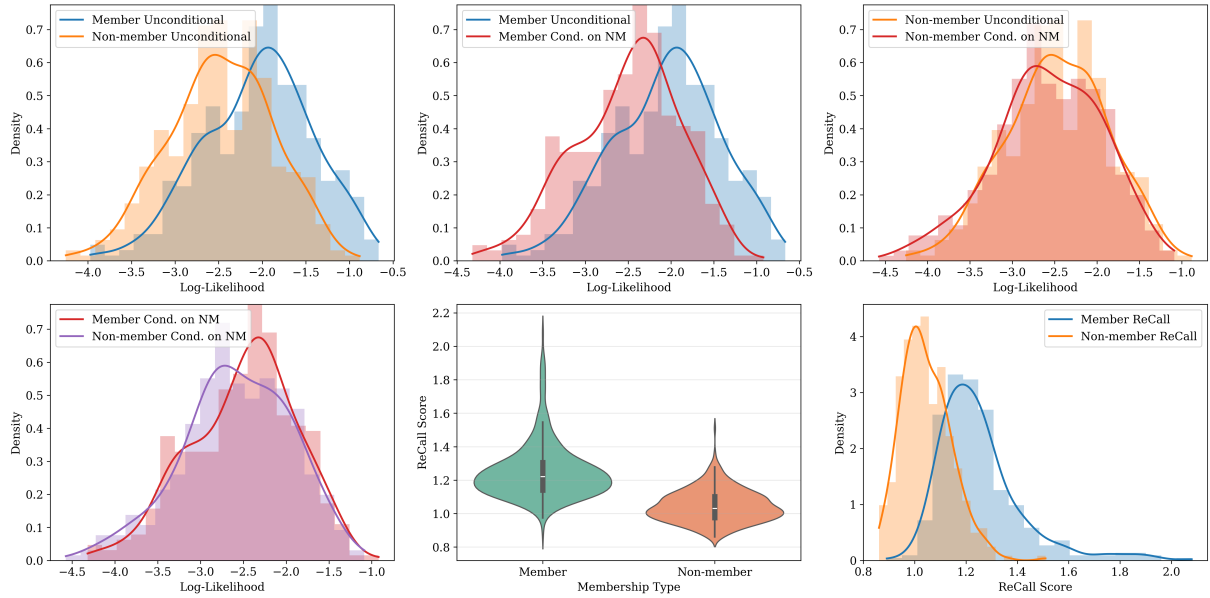 Member Unconditional
Non-member Unconditional
Density
0.0
0.1
0.2
0.3
0.4
0.5
0.6
0.7
−4.0 −3.5 −3.0 −2.5 −2.0 −1.5 −1.0 −0.5
Log-Likelihood
Member Unconditional
Member Cond. on NM
Density
0.0
0.1
0.2
0.3
0.4
0.5
0.6
0.7
−4.5 −4.0 −3.5 −3.0 −2.5 −2.0 −1.5 −1.0 −0.5
Log-Likelihood
Non-member Unconditional
Non-member Cond. on NM
Density
0.0
0.1
0.2
0.3
0.4
0.5
0.6
0.7
−4.5 −4.0 −3.5 −3.0 −2.5 −2.0 −1.5 −1.0
Log-Likelihood
Member Cond. on NM
Non-member Cond. on NM
Density
0.0
0.1
0.2
0.3
0.4
0.5
0.6
0.7
−4.5 −4.0 −3.5 −3.0 −2.5 −2.0 −1.5 −1.0
Log-Likelihood
ReCall Score
2.2
2.0
1.8
1.6
1.4
1.2
1.0
0.8
Member Non-member
Membership Type
Member ReCall
Non-member ReCall
Density
4
3
2
1
0
0.8 1.0 1.2 1.4 1.6 1.8 2.0
ReCall Score